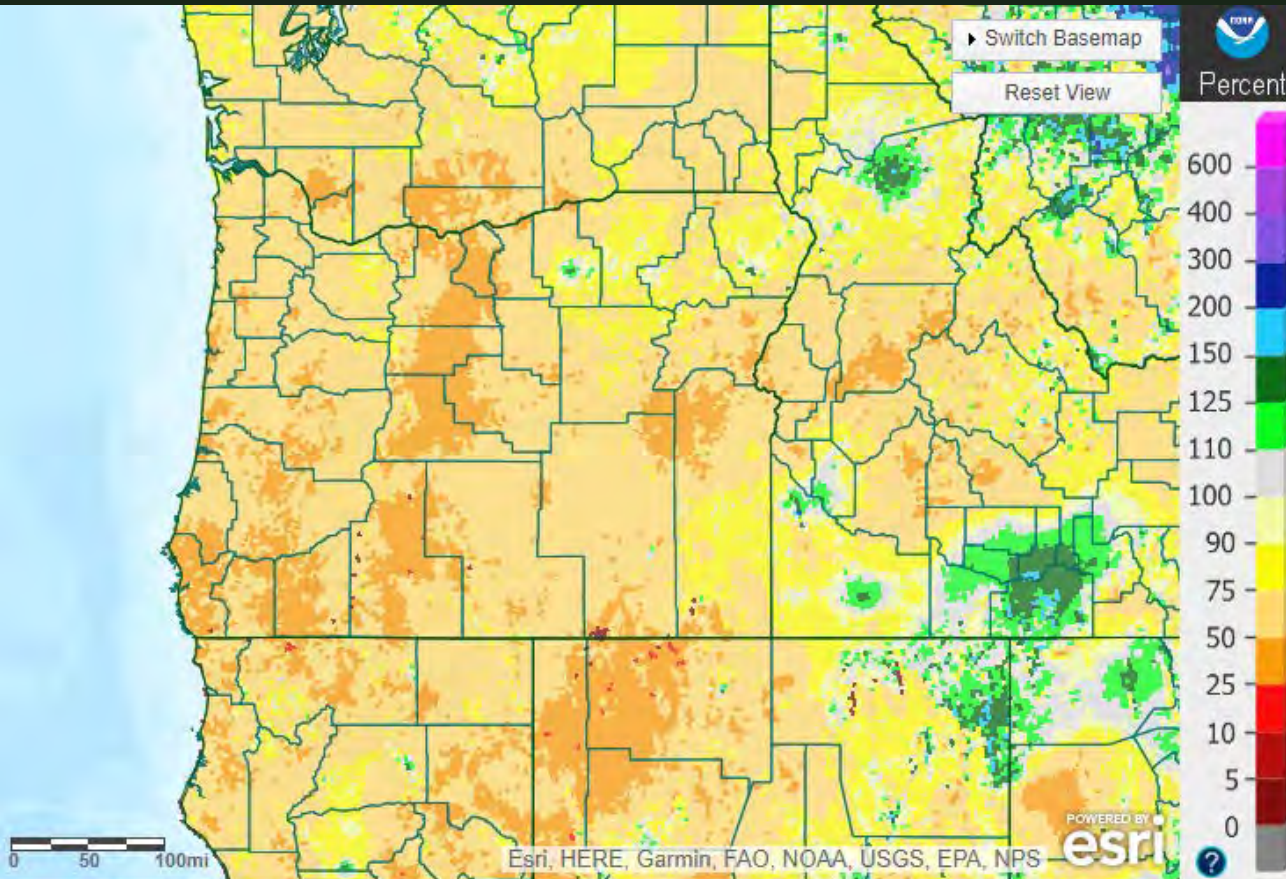 Switch Basemap
Reset View
NOAA
Percent
600
400
300
200
150
125
110
100
90
75
50
25
10
5
0
0 50 100mi
Esri, HERE, Garmin, FAO, NOAA, USGS, EPA, NPS
POWERED BY
esri
?